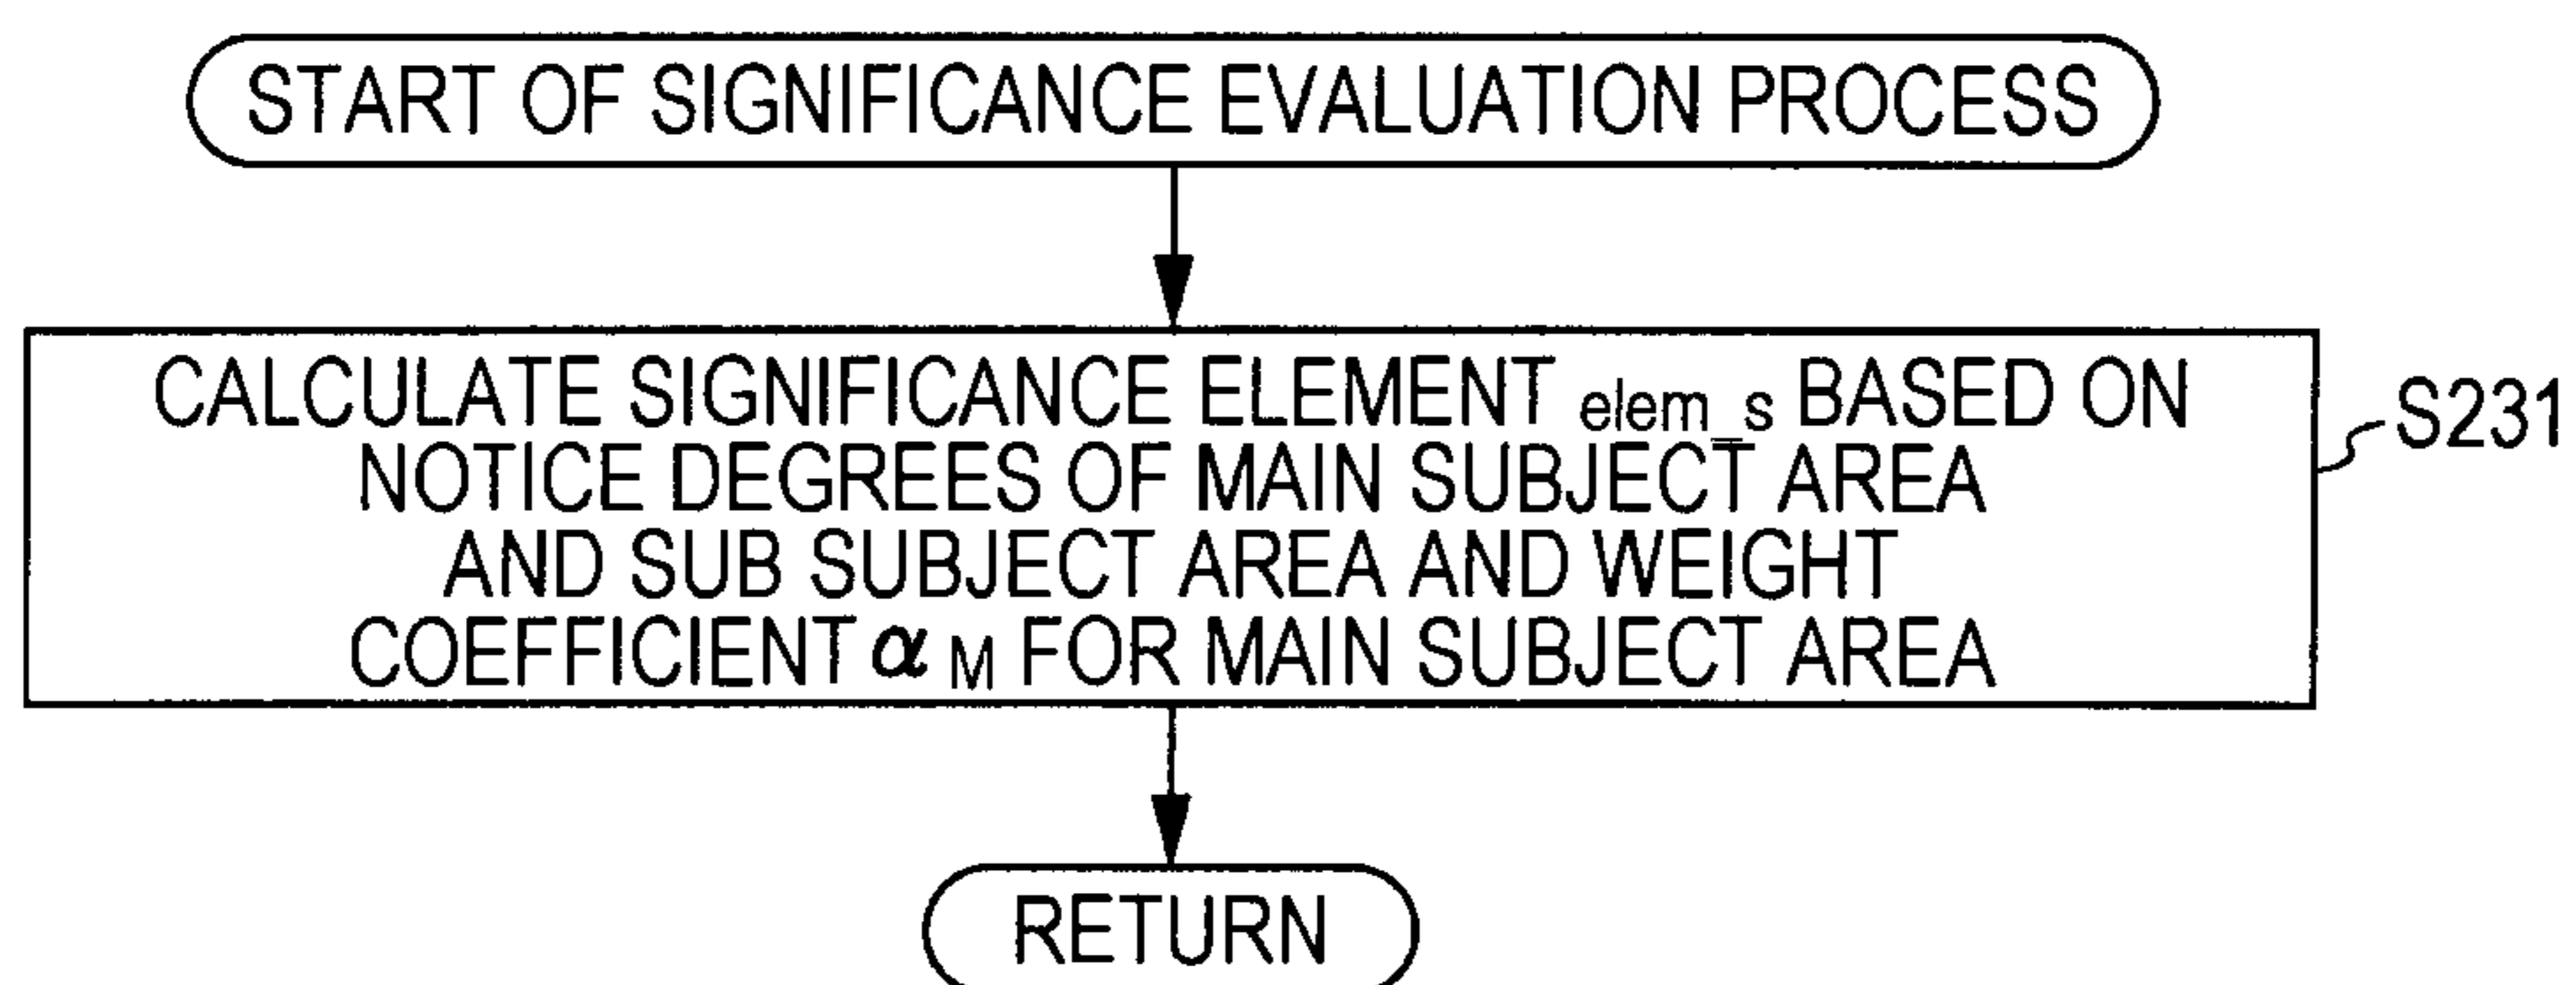 START OF SIGNIFICANCE EVALUATION PROCESS
CALCULATE SIGNIFICANCE ELEMENT elem_s BASED ON
NOTICE DEGREES OF MAIN SUBJECT AREA
AND SUB SUBJECT AREA AND WEIGHT
COEFFICIENT α M FOR MAIN SUBJECT AREA
S231
RETURN